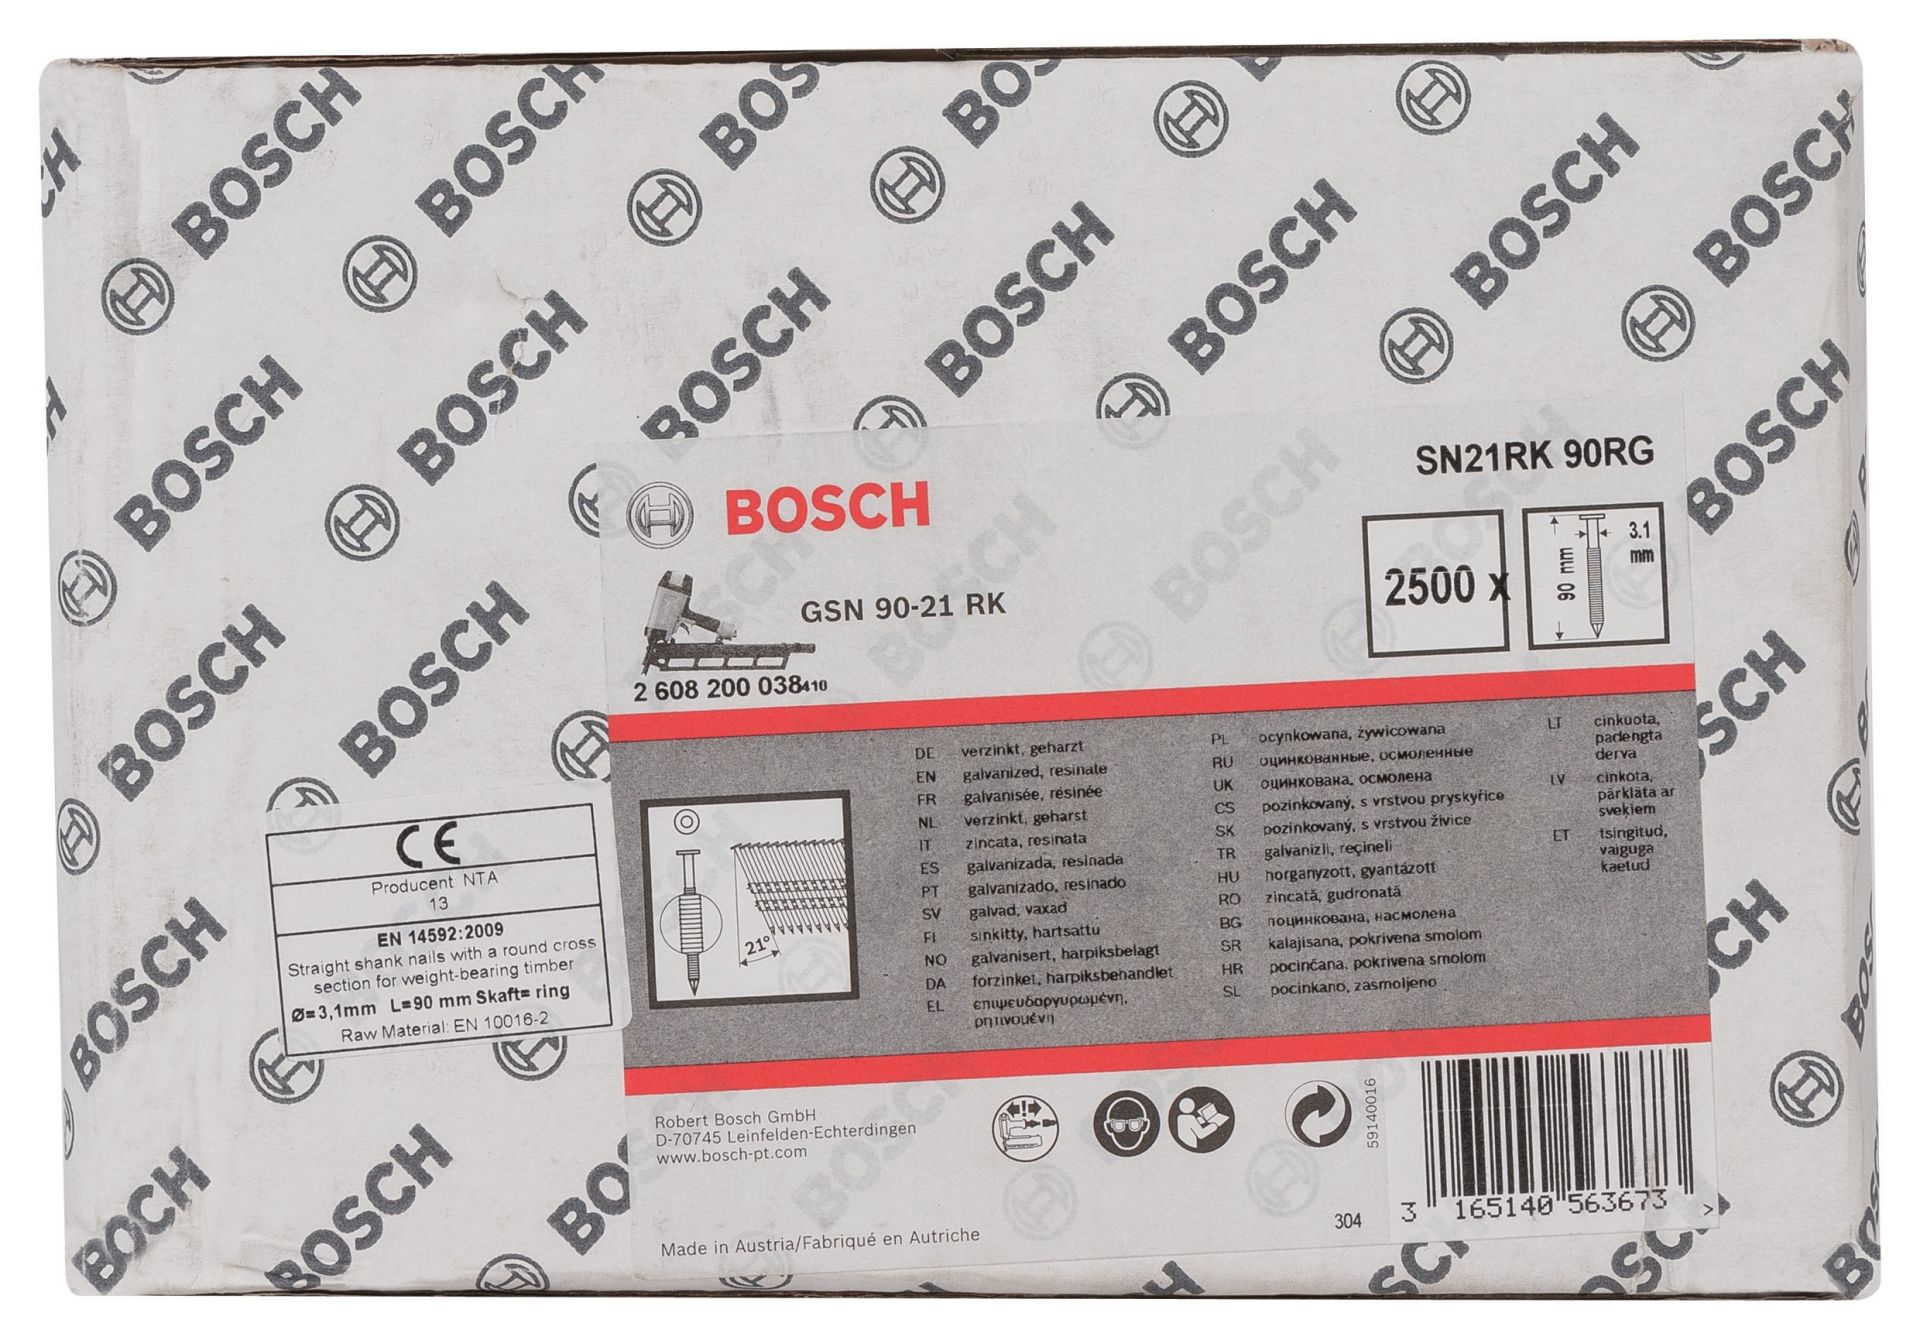 BOSCH
SN21RK 90RG
GSN 90-21 RK
2500 x
90 mm
3.1
mm
2 608 200 038 410
21°
DE verzinkt, geharzt
EN galvanized, resinate
FR galvanisée, résinée
NL verzinkt, geharst
IT zincata, resinata
ES galvanizada, resinada
PT galvanizado, resinado
SV galvad, vaxad
FI sinkitty, hartsattu
NO galvanisert, harpiksbelagt
DA forzinket, harpiksbehandlet
EL επιψευδαργυρωμένη,
ρητινουμένη
PL ocynkowana, żywicowana
RU оцинкованные, осмоленные
UK оцинкована, осмолена
CS pozinkovaný, s vrstvou pryskyřice
SK pozinkovaný, s vrstvou živice
TR galvanizli, reçineli
HU horganyzott, gyantázott
RO zincată, gudronată
BG поцинкована, насмолена
SR kalajisana, pokrivena smolom
HR pocinčana, pokrivena smolom
SL pocinkano, zasmoljeno
LT cinkuota,
padengta
derva
LV cinkota,
pārklāta ar
sveķiem
ET tsingitud,
vaiguga
kaetud
CE
Producent NTA
13
EN 14592:2009
Straight shank nails with a round cross
section for weight-bearing timber
Ø=3,1mm L=90 mm Skaft= ring
Raw Material: EN 10016-2
Robert Bosch GmbH
D-70745 Leinfelden-Echterdingen
www.bosch-pt.com
Made in Austria/Fabriqué en Autriche
304
59140016
3 165140 563673 >